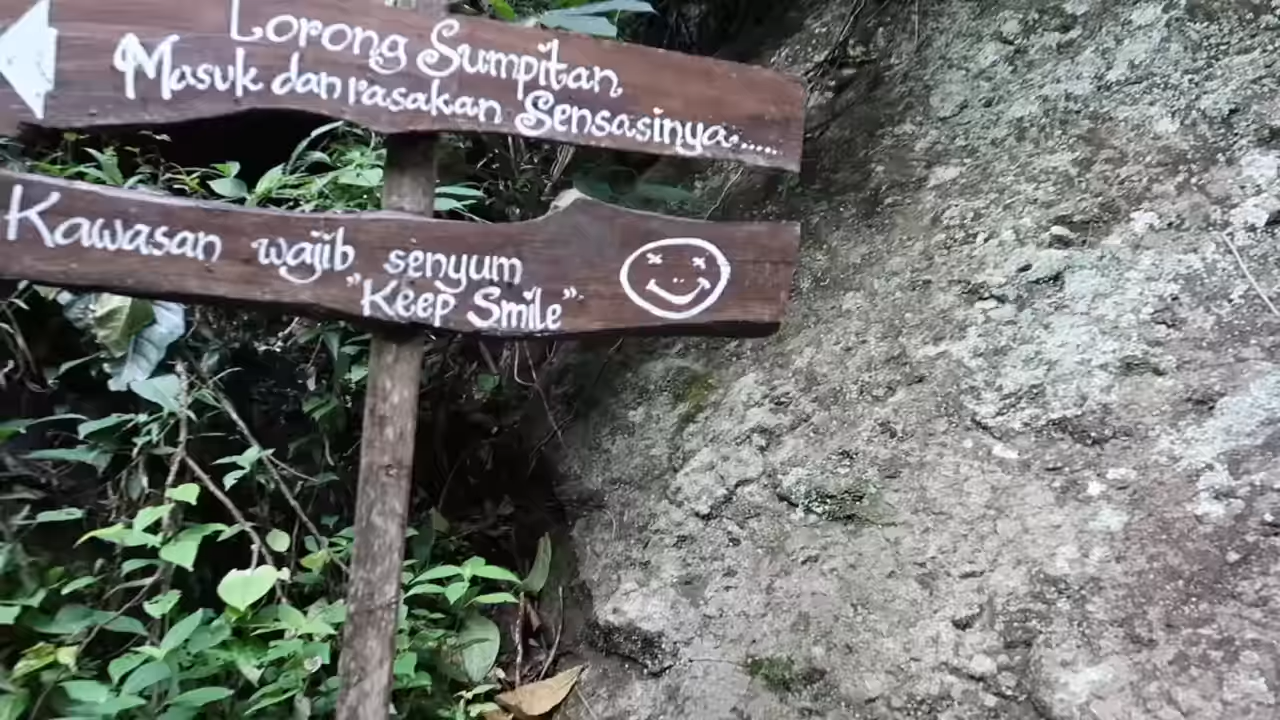 Lorong Sumpitan,
Masuk dan rasakan Sensasinya.....
Kawasan wajib senyum
"Keep Smile"